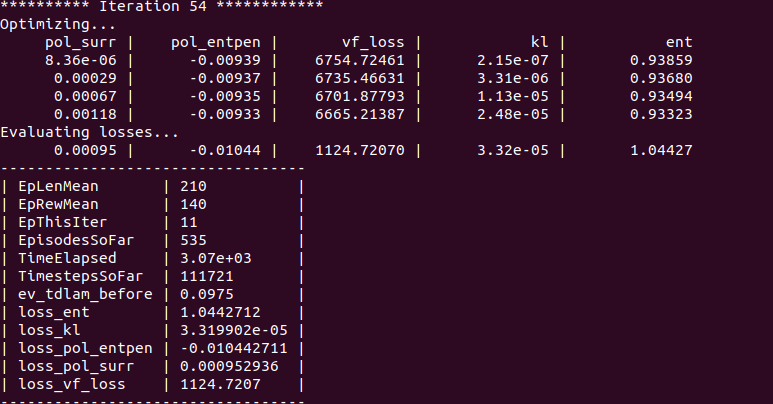 ********** Iteration 54 ************
Optimizing...
     pol_surr |    pol_entpen |       vf_loss |            kl |           ent
     8.36e-06 |      -0.00939 |    6754.72461 |      2.15e-07 |       0.93859
      0.00029 |      -0.00937 |    6735.46631 |      3.31e-06 |       0.93680
      0.00067 |      -0.00935 |    6701.87793 |      1.13e-05 |       0.93494
      0.00118 |      -0.00933 |    6665.21387 |      2.48e-05 |       0.93323
Evaluating losses...
      0.00095 |      -0.01044 |    1124.72070 |      3.32e-05 |       1.04427
----------------------------------
| EpLenMean       | 210          |
| EpRewMean       | 140          |
| EpThisIter      | 11           |
| EpisodesSoFar   | 535          |
| TimeElapsed     | 3.07e+03     |
| TimestepsSoFar  | 111721       |
| ev_tdlam_before | 0.0975       |
| loss_ent        | 1.0442712    |
| loss_kl         | 3.319902e-05 |
| loss_pol_entpen | -0.010442711 |
| loss_pol_surr   | 0.000952936  |
| loss_vf_loss    | 1124.7207    |
----------------------------------